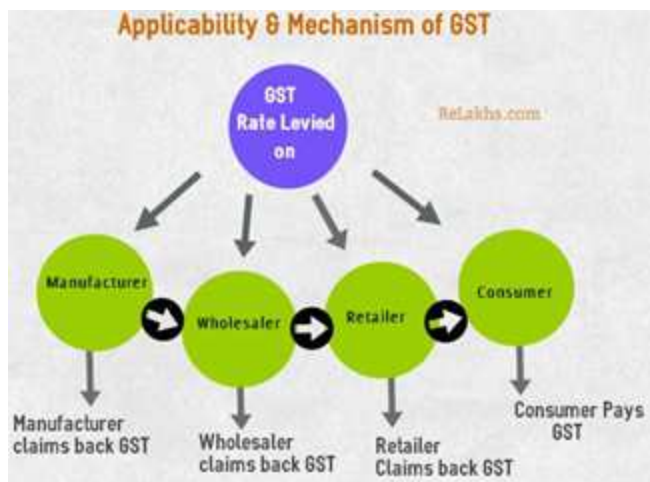 Applicability & Mechanism of GST
GST
Rate Levied
on
ReLakhs.com
Manufacturer
Wholesaler
Retailer
Consumer
Manufacturer
claims back GST
Wholesaler
claims back GST
Retailer
Claims back GST
Consumer Pays
GST